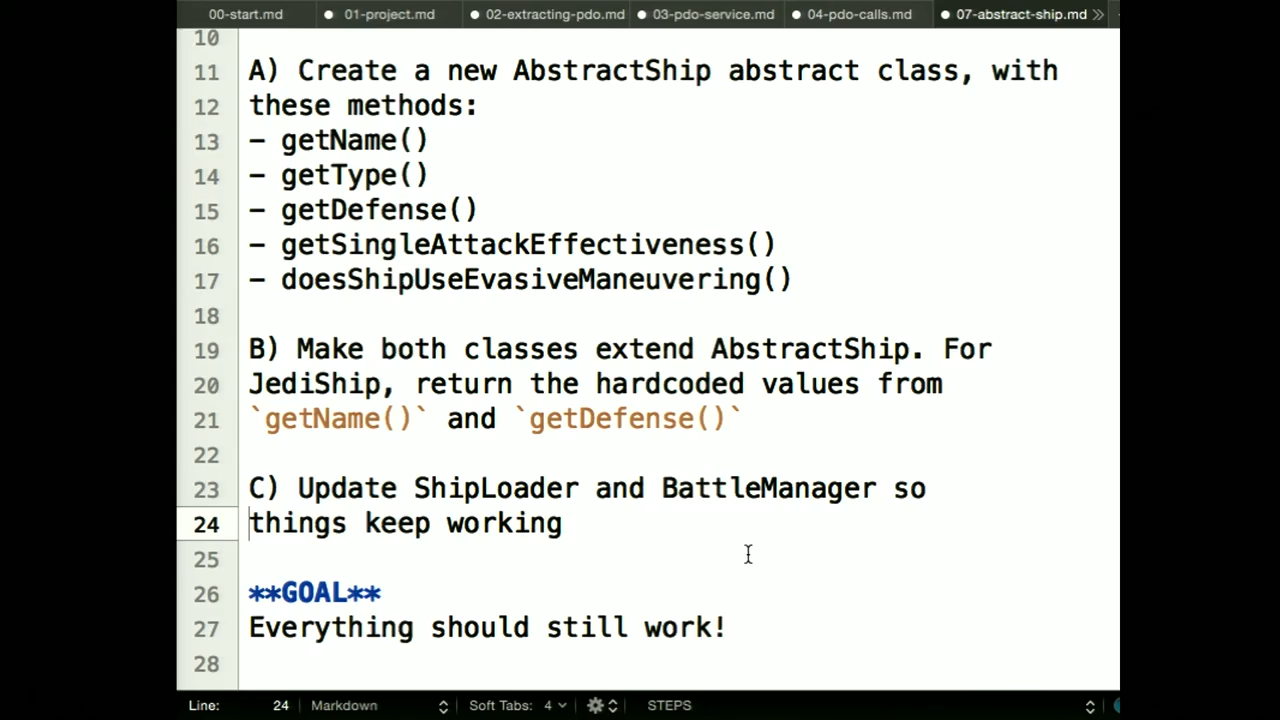 00-start.md 01-project.md 02-extracting-pdo.md 03-pdo-service.md 04-pdo-calls.md 07-abstract-ship.md
10
11 A) Create a new AbstractShip abstract class, with
12 these methods:
13 - getName()
14 - getType()
15 - getDefense()
16 - getSingleAttackEffectiveness()
17 - doesShipUseEvasiveManeuvering()
18
19 B) Make both classes extend AbstractShip. For
20 JediShip, return the hardcoded values from
21 `getName()` and `getDefense()`
22
23 C) Update ShipLoader and BattleManager so
24 things keep working
25
26 **GOAL**
27 Everything should still work!
28
Line: 24 Markdown Soft Tabs: 4 STEPS